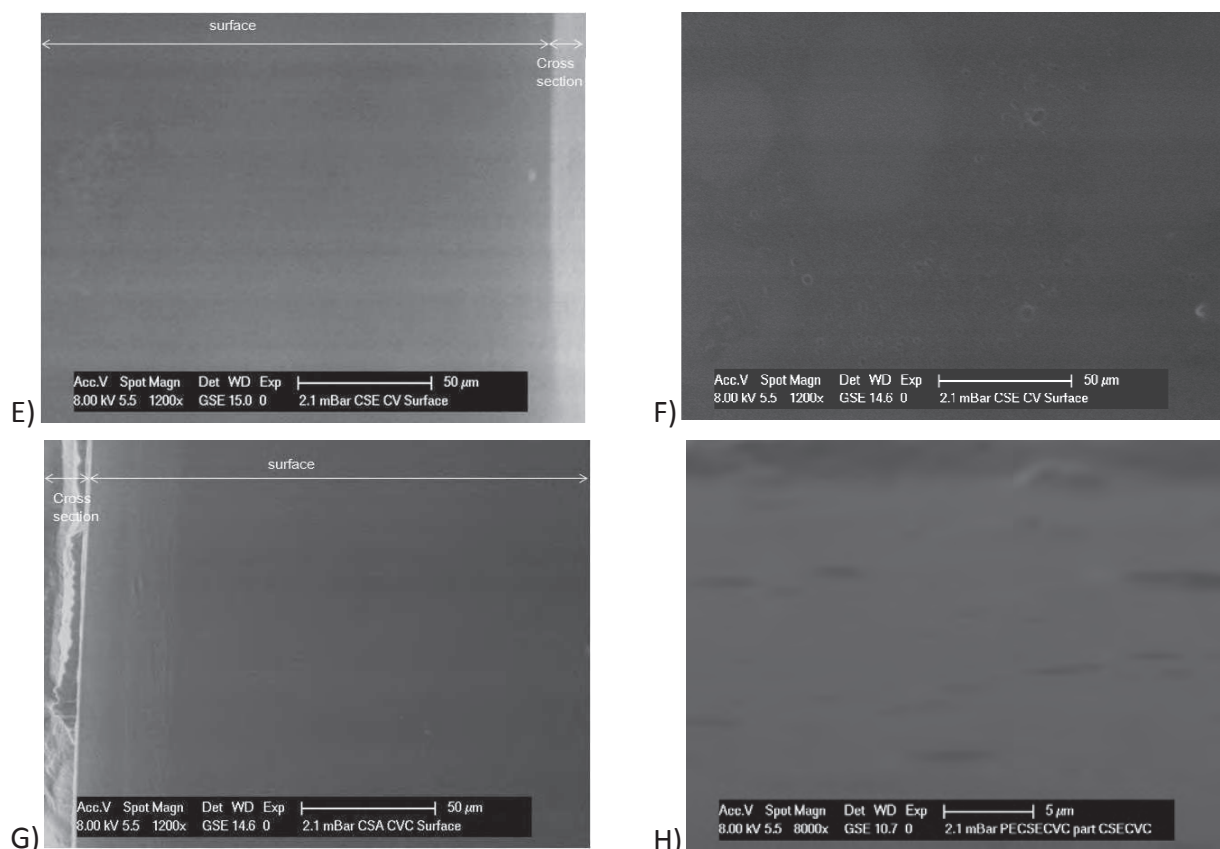 surface
Cross
section
Acc.V Spot Magn Det WD Exp 50 µm
8.00 kV 5.5 1200x GSE 15.0 0 2.1 mBar CSE CV Surface
E)
Acc.V Spot Magn Det WD Exp 50 µm
8.00 kV 5.5 1200x GSE 14.6 0 2.1 mBar CSE CV Surface
F)
surface
Cross
section
Acc.V Spot Magn Det WD Exp 50 µm
8.00 kV 5.5 1200x GSE 14.6 0 2.1 mBar CSA CVC Surface
G)
Acc.V Spot Magn Det WD Exp 5 µm
8.00 kV 5.5 8000x GSE 10.7 0 2.1 mBar PECSECVC part CSECVC
H)